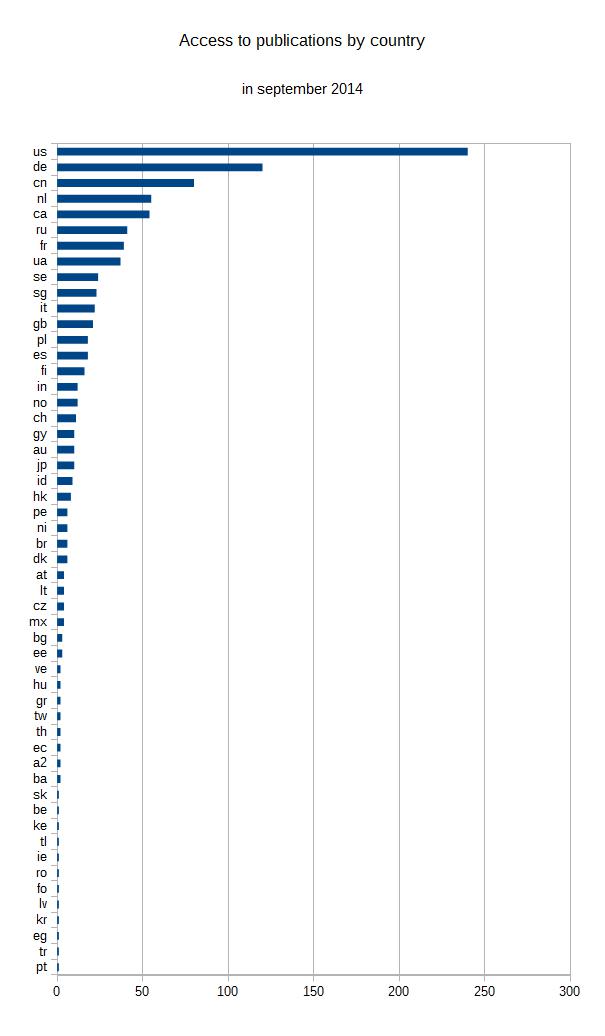 Access to publications by country
in september 2014
us
de
cn
nl
ca
ru
fr
ua
se
sg
it
gb
pl
es
fi
in
no
ch
gy
au
jp
id
hk
pe
ni
br
dk
at
lt
cz
mx
bg
ee
ve
hu
gr
tw
th
ec
a2
ba
sk
be
ke
tl
ie
ro
fo
lv
kr
eg
tr
pt
0 50 100 150 200 250 300